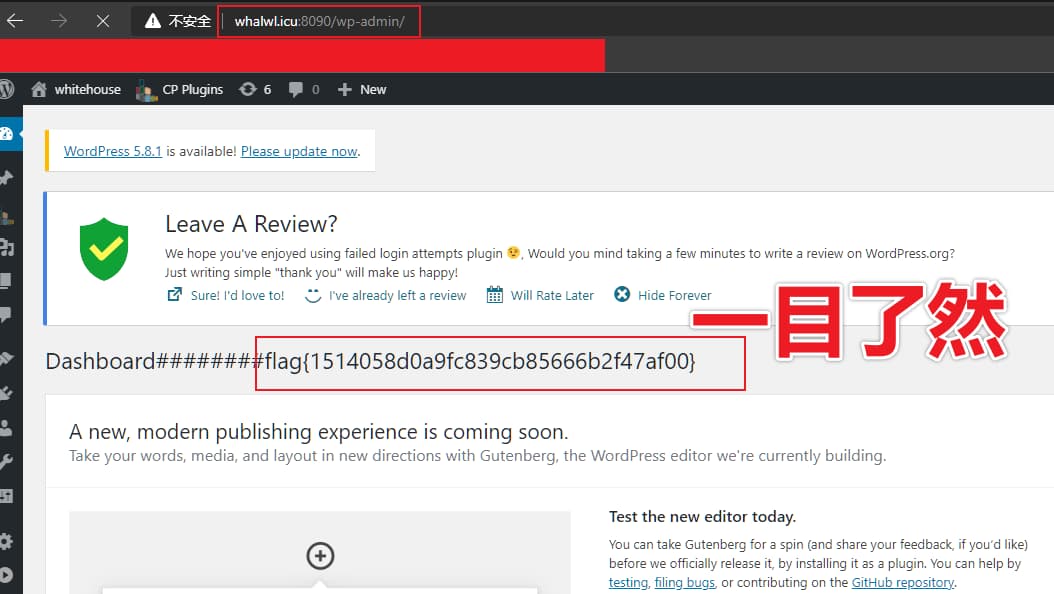 不安全 whalwl.icu:8090/wp-admin/
whitehouse CP Plugins 6 0 New
WordPress 5.8.1 is available! Please update now.
Leave A Review?
We hope you've enjoyed using failed login attempts plugin 😉, Would you mind taking a few minutes to write a review on WordPress.org?
Just writing simple "thank you" will make us happy!
Sure! I'd love to! I've already left a review Will Rate Later Hide Forever
一目了然
Dashboard########flag{1514058d0a9fc839cb85666b2f47af00}
A new, modern publishing experience is coming soon.
Take your words, media, and layout in new directions with Gutenberg, the WordPress editor we're currently building.
Test the new editor today.
You can take Gutenberg for a spin (and share your feedback, if you'd like)
before we officially release it, by installing it as a plugin. You can help by
testing, filing bugs, or contributing on the GitHub repository.